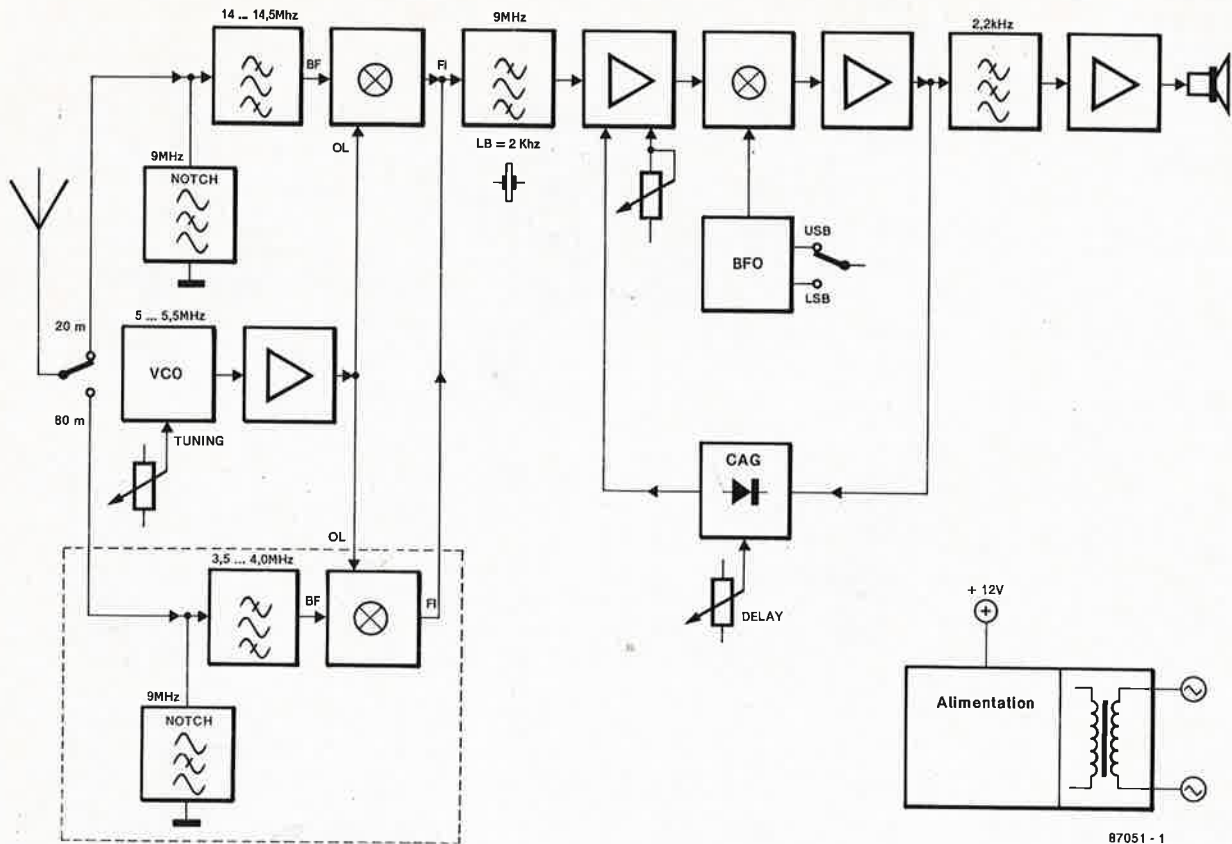 14 ... 14,5Mhz
BF
OL
FI
9MHz
LB = 2 Khz
2,2kHz
9MHz
NOTCH
BFO
USB
LSB
20 m
80 m
5 ... 5,5MHz
VCO
TUNING
CAG
DELAY
OL
3,5 ... 4,0MHz
BF
FI
9MHz
NOTCH
+ 12V
Alimentation
87051 - 1